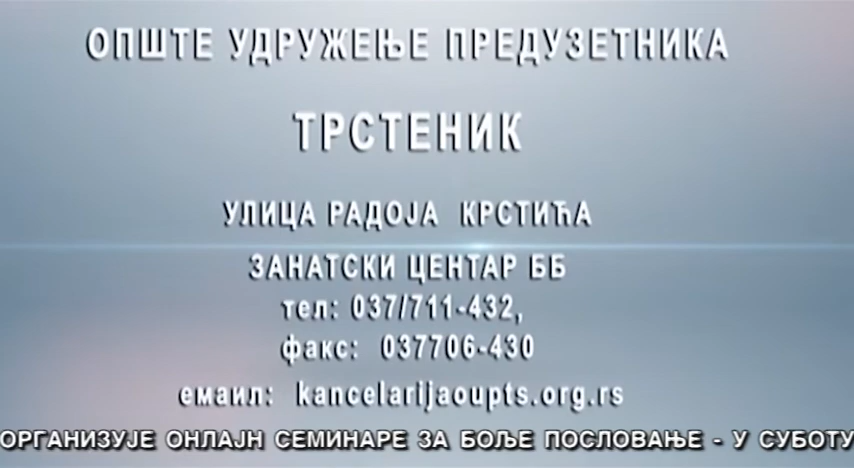 ОПШТЕ УДРУЖЕЊЕ ПРЕДУЗЕТНИКА
ТРСТЕНИК
УЛИЦА РАДОЈА КРСТИЋА
ЗАНАТСКИ ЦЕНТАР ББ
тел: 037/711-432,
факс: 037706-430
емаил: kancelarijaoupts.org.rs
ОРГАНИЗУЈЕ ОНЛАЈН СЕМИНАРЕ ЗА БОЉЕ ПОСЛОВАЊЕ - У СУБОТУ